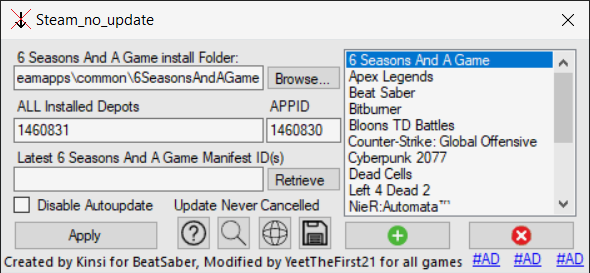 Steam_no_update
6 Seasons And A Game install Folder:
eamapps\common\6SeasonsAndAGame
Browse...
ALL Installed Depots
APPID
1460831
1460830
Latest 6 Seasons And A Game Manifest ID(s)
Retrieve
Disable Autoupdate
Update Never Cancelled
Apply
6 Seasons And A Game
Apex Legends
Beat Saber
Bitburner
Bloons TD Battles
Counter-Strike: Global Offensive
Cyberpunk 2077
Dead Cells
Left 4 Dead 2
NieR:Automata™
Created by Kinsi for BeatSaber, Modified by YeetTheFirst21 for all games
#AD #AD #AD